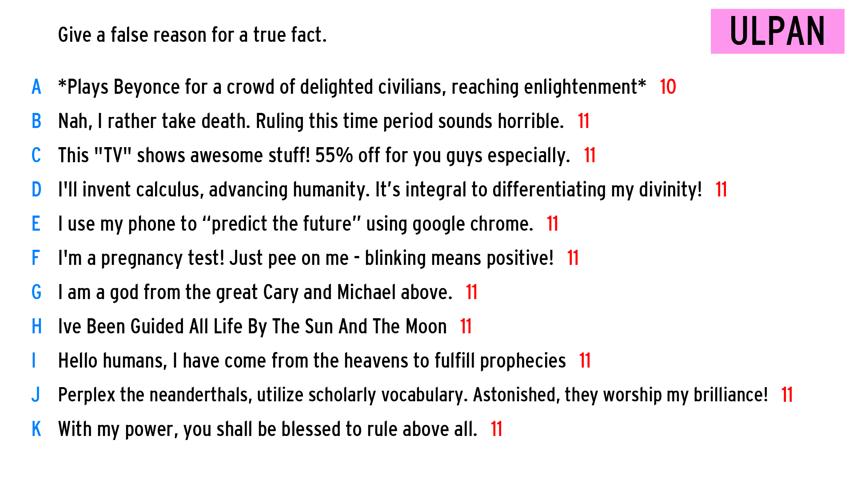 Give a false reason for a true fact.
ULPAN
A *Plays Beyonce for a crowd of delighted civilians, reaching enlightenment* 10
B Nah, I rather take death. Ruling this time period sounds horrible. 11
C This "TV" shows awesome stuff! 55% off for you guys especially. 11
D I'll invent calculus, advancing humanity. It’s integral to differentiating my divinity! 11
E I use my phone to “predict the future” using google chrome. 11
F I'm a pregnancy test! Just pee on me - blinking means positive! 11
G I am a god from the great Cary and Michael above. 11
H Ive Been Guided All Life By The Sun And The Moon 11
I Hello humans, I have come from the heavens to fulfill prophecies 11
J Perplex the neanderthals, utilize scholarly vocabulary. Astonished, they worship my brilliance! 11
K With my power, you shall be blessed to rule above all. 11